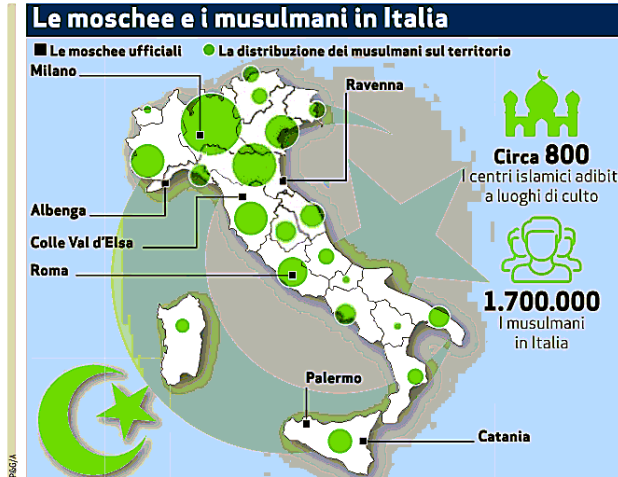 Le moschee e i musulmani in Italia
Le moschee ufficiali
La distribuzione dei musulmani sul territorio
Milano
Ravenna
Circa 800
I centri islamici adibit
a luoghi di culto
Albenga
Colle Val d'Elsa
Roma
1.700.000
I musulmani
in Italia
Palermo
Catania
P&G/A